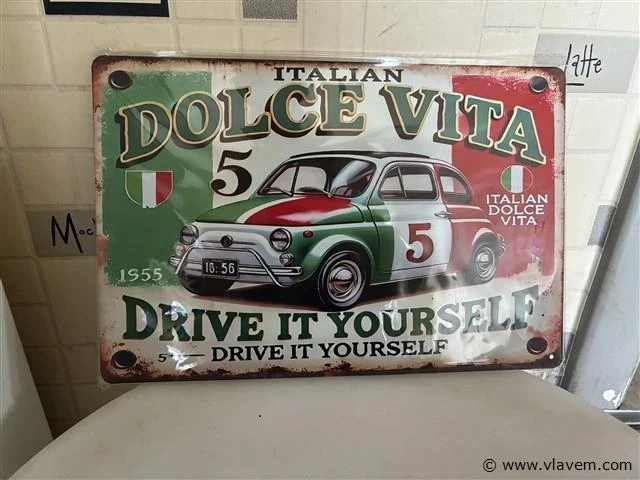 latte
ITALIAN
DOLCE VITA
5
ITALIAN
DOLCE
VITA
5
1955
18:56
DRIVE IT YOURSELF
5 — DRIVE IT YOURSELF
© www.vlavem.com